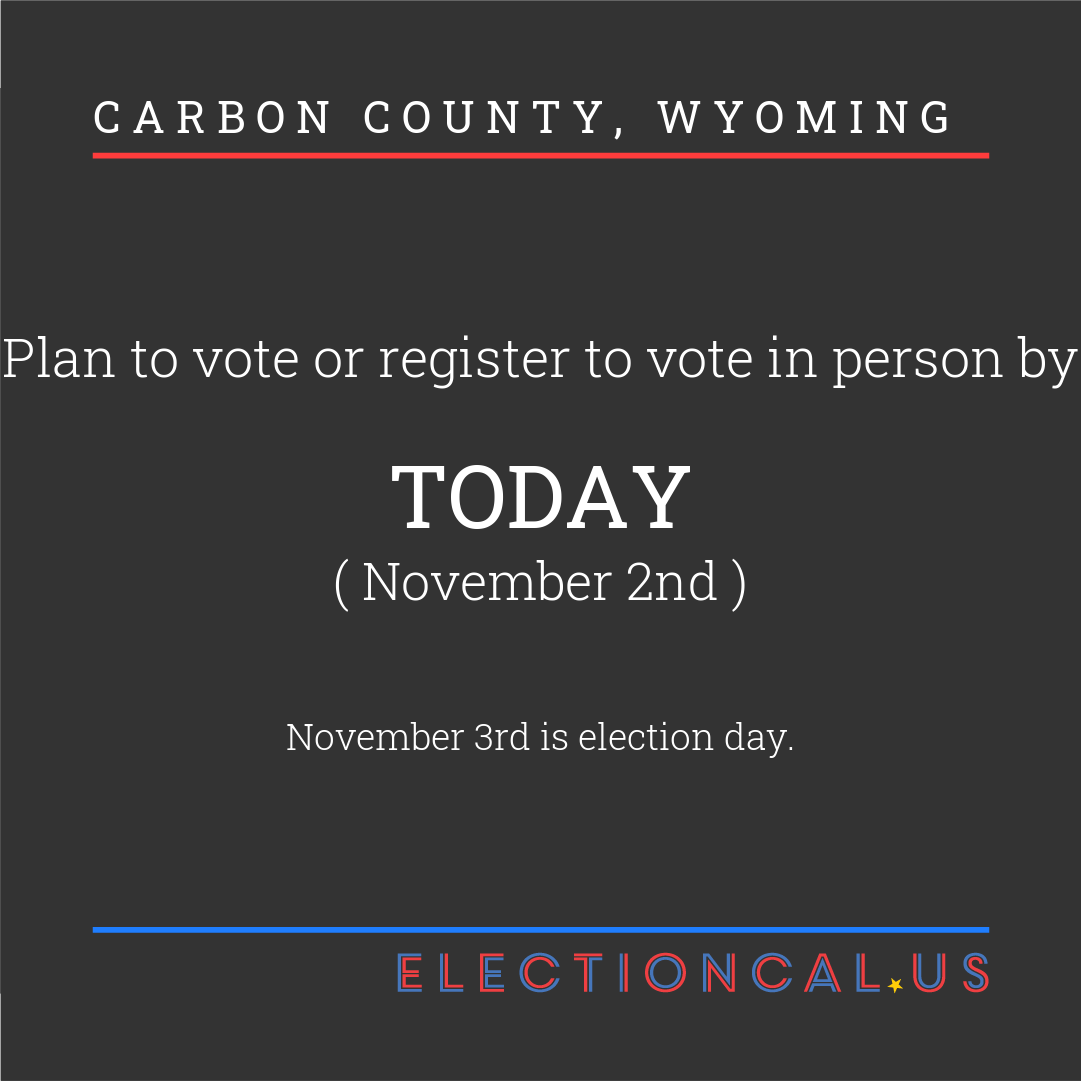 CARBON COUNTY, WYOMING
Plan to vote or register to vote in person by
TODAY
( November 2nd )
November 3rd is election day.
ELECTIONCAL.US